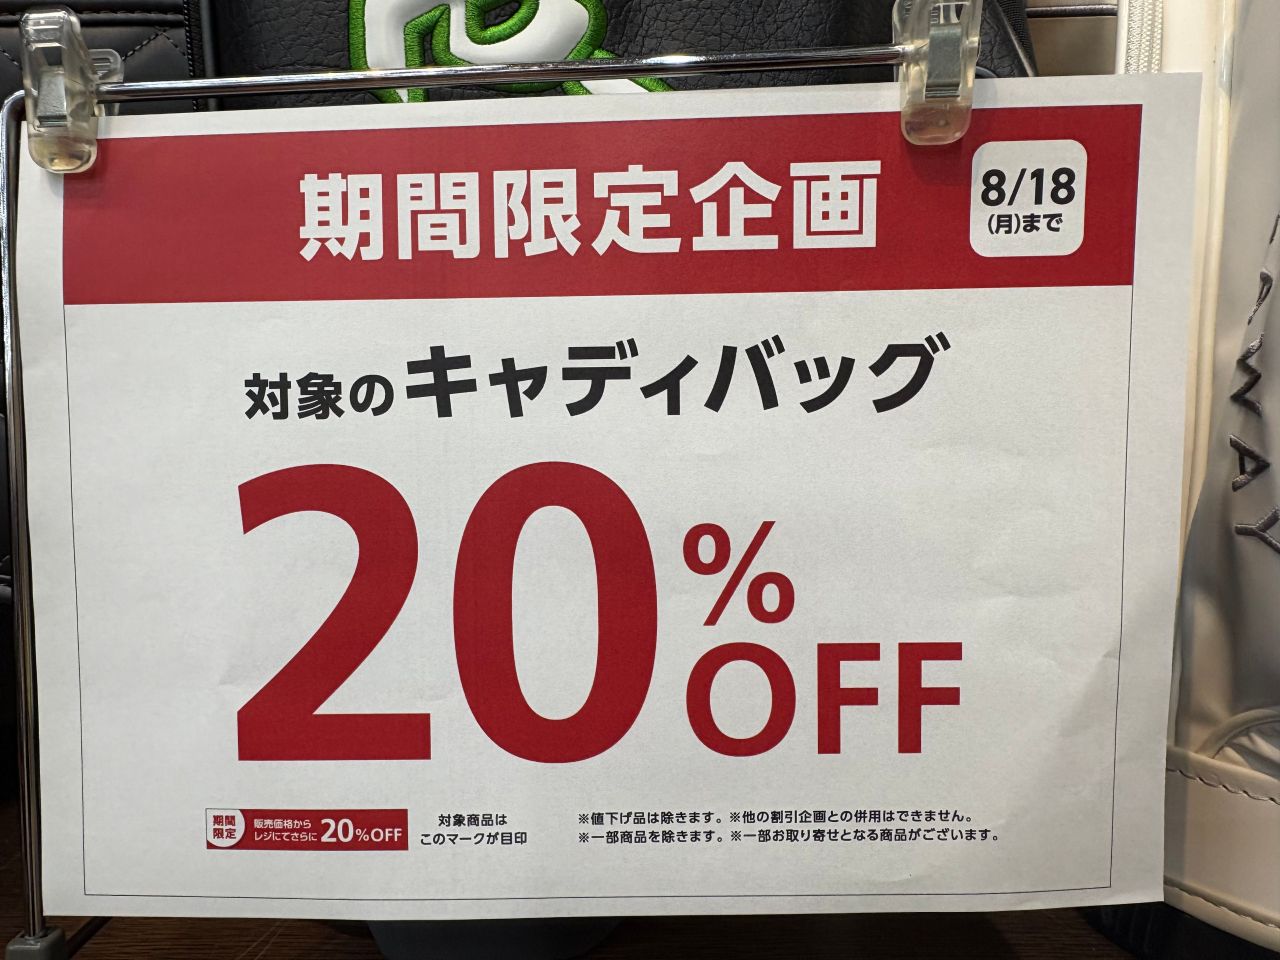 期間限定企画
8/18
(月)まで
対象のキャディバッグ
20%
OFF
期間
限定
販売価格から
レジにてさらに 20%OFF
対象商品は
このマークが目印
※値下げ品は除きます。※他の割引企画との併用はできません。
※一部商品を除きます。※一部お取り寄せとなる商品がございます。
AWAY